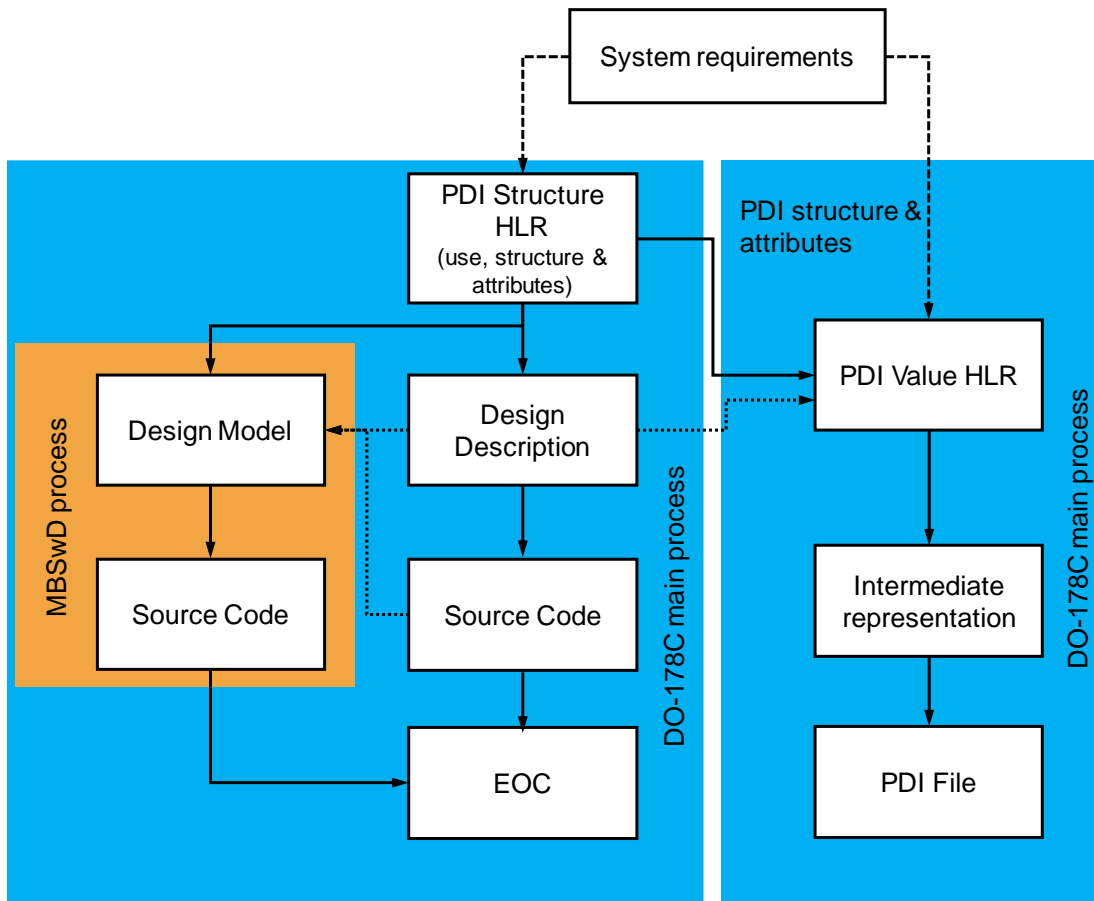 System requirements
PDI Structure
HLR
(use, structure &
attributes)
PDI structure &
attributes
PDI Value HLR
MBSwD process
Design Model
Design
Description
DO-178C main process
DO-178C main process
Source Code
Source Code
Intermediate
representation
EOC
PDI File